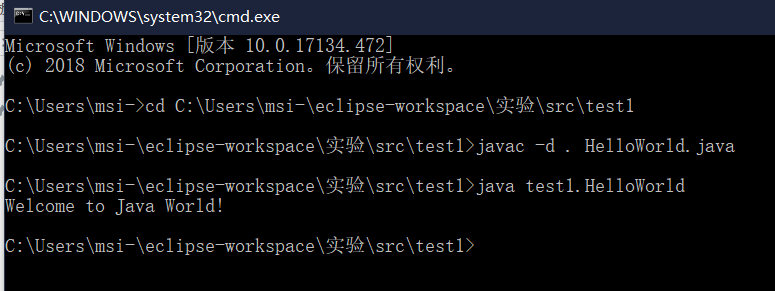 C:\WINDOWS\system32\cmd.exe
Microsoft Windows [版本 10.0.17134.472]
(c) 2018 Microsoft Corporation。保留所有权利。
C:\Users\msi->cd C:\Users\msi-\eclipse-workspace\实验\src\test1
C:\Users\msi-\eclipse-workspace\实验\src\test1>javac -d . HelloWorld.java
C:\Users\msi-\eclipse-workspace\实验\src\test1>java test1.HelloWorld
Welcome to Java World!
C:\Users\msi-\eclipse-workspace\实验\src\test1>